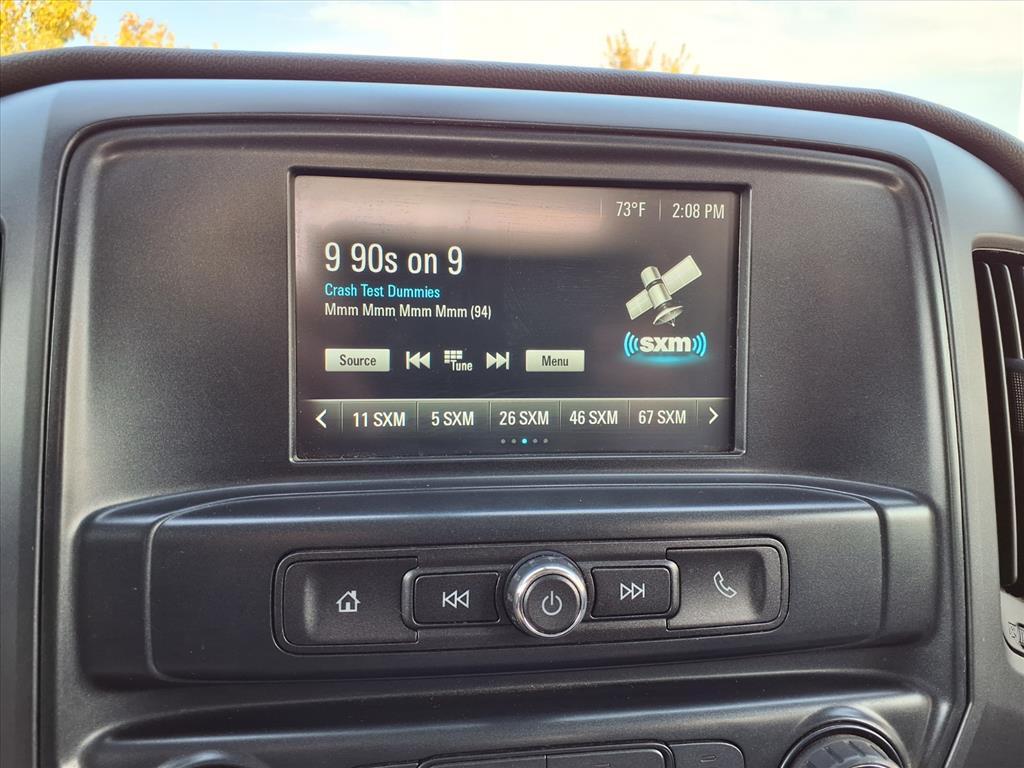 73°F 2:08 PM
9 90s on 9
Crash Test Dummies
Mmm Mmm Mmm Mmm (94)
sxm
Source Tune Menu
11 SXM 5 SXM 26 SXM 46 SXM 67 SXM